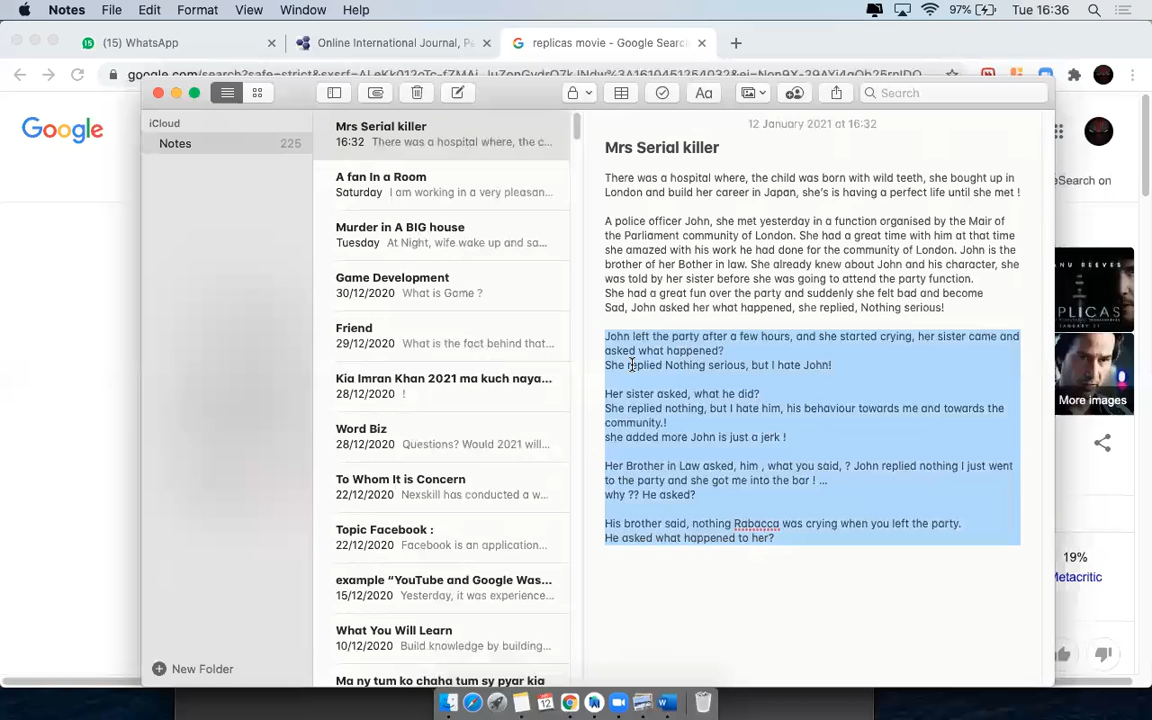 Notes File Edit Format View Window Help 97% Tue 16:36
(15) WhatsApp
Online International Journal, Pe
replicas movie - Google Search
Google
iCloud
Notes 225
New Folder
Mrs Serial killer
16:32 There was a hospital where, the c...
A fan In a Room
Saturday I am working in a very pleasan...
Murder in A BIG house
Tuesday At Night, wife wake up and sa...
Game Development
30/12/2020 What is Game ?
Friend
29/12/2020 What is the fact behind that...
Kia Imran Khan 2021 ma kuch naya...
28/12/2020 !
Word Biz
28/12/2020 Questions? Would 2021 will...
To Whom It is Concern
22/12/2020 Nexskill has conducted a w...
Topic Facebook :
22/12/2020 Facebook is an application...
example “YouTube and Google Was...
15/12/2020 Yesterday, it was experience...
What You Will Learn
10/12/2020 Build knowledge by building...
Ma ny tum ko chaha tum sy pyar kia
Search
12 January 2021 at 16:32
Mrs Serial killer
There was a hospital where, the child was born with wild teeth, she bought up in
London and build her career in Japan, she's is having a perfect life until she met !
A police officer John, she met yesterday in a function organised by the Mair of
the Parliament community of London. She had a great time with him at that time
she amazed with his work he had done for the community of London. John is the
brother of her Bother in law. She already knew about John and his character, she
was told by her sister before she was going to attend the party function.
She had a great fun over the party and suddenly she felt bad and become
Sad, John asked her what happened, she replied, Nothing serious!
John left the party after a few hours, and she started crying, her sister came and
asked what happened?
She replied Nothing serious, but I hate John!
Her sister asked, what he did?
She replied nothing, but I hate him, his behaviour towards me and towards the
community.!
she added more John is just a jerk !
Her Brother in Law asked, him , what you said, ? John replied nothing I just went
to the party and she got me into the bar ! ...
why ?? He asked?
His brother said, nothing Rabacca was crying when you left the party.
He asked what happened to her?
eSearch on
NU REEVES
PLICAS
More images
19%
Metacritic